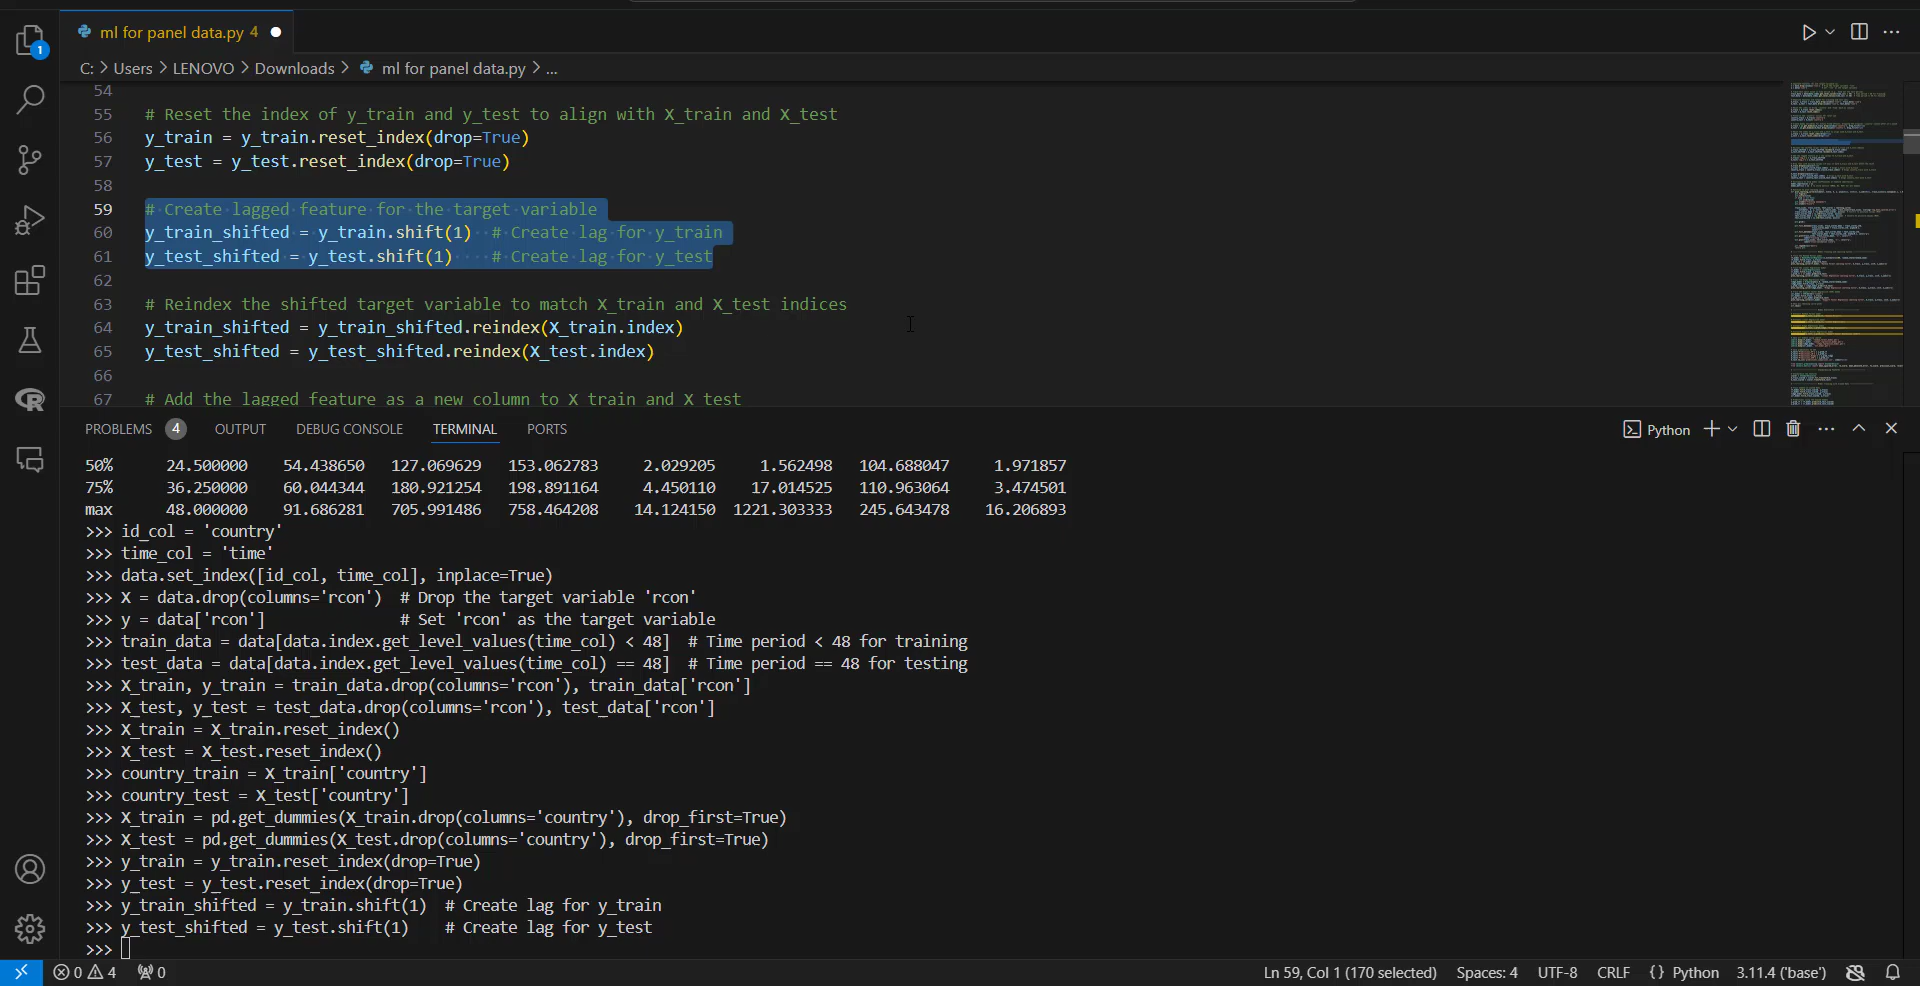 ml for panel data.py 4
1
C: > Users > LENOVO > Downloads > ml for panel data.py > ...
54
55 # Reset the index of y_train and y_test to align with X_train and X_test
56 y_train = y_train.reset_index(drop=True)
57 y_test = y_test.reset_index(drop=True)
58
59 # Create lagged feature for the target variable
60 y_train_shifted = y_train.shift(1)  # Create lag for y_train
61 y_test_shifted = y_test.shift(1)    # Create lag for y_test
62
63 # Reindex the shifted target variable to match X_train and X_test indices
64 y_train_shifted = y_train_shifted.reindex(X_train.index)
65 y_test_shifted = y_test_shifted.reindex(X_test.index)
66
67 # Add the lagged feature as a new column to X_train and X_test
PROBLEMS 4 OUTPUT DEBUG CONSOLE TERMINAL PORTS Python
50% 24.500000 54.438650 127.069629 153.062783 2.029205 1.562498 104.688047 1.971857
75% 36.250000 60.044344 180.921254 198.891164 4.450110 17.014525 110.963064 3.474501
max 48.000000 91.686281 705.991486 758.464208 14.124150 1221.303333 245.643478 16.206893
>>> id_col = 'country'
>>> time_col = 'time'
>>> data.set_index([id_col, time_col], inplace=True)
>>> X = data.drop(columns='rcon')  # Drop the target variable 'rcon'
>>> y = data['rcon']               # Set 'rcon' as the target variable
>>> train_data = data[data.index.get_level_values(time_col) < 48]  # Time period < 48 for training
>>> test_data = data[data.index.get_level_values(time_col) == 48]  # Time period == 48 for testing
>>> X_train, y_train = train_data.drop(columns='rcon'), train_data['rcon']
>>> X_test, y_test = test_data.drop(columns='rcon'), test_data['rcon']
>>> X_train = X_train.reset_index()
>>> X_test = X_test.reset_index()
>>> country_train = X_train['country']
>>> country_test = X_test['country']
>>> X_train = pd.get_dummies(X_train.drop(columns='country'), drop_first=True)
>>> X_test = pd.get_dummies(X_test.drop(columns='country'), drop_first=True)
>>> y_train = y_train.reset_index(drop=True)
>>> y_test = y_test.reset_index(drop=True)
>>> y_train_shifted = y_train.shift(1)  # Create lag for y_train
>>> y_test_shifted = y_test.shift(1)    # Create lag for y_test
>>>
0 4 0 Ln 59, Col 1 (170 selected) Spaces: 4 UTF-8 CRLF {} Python 3.11.4 ('base')